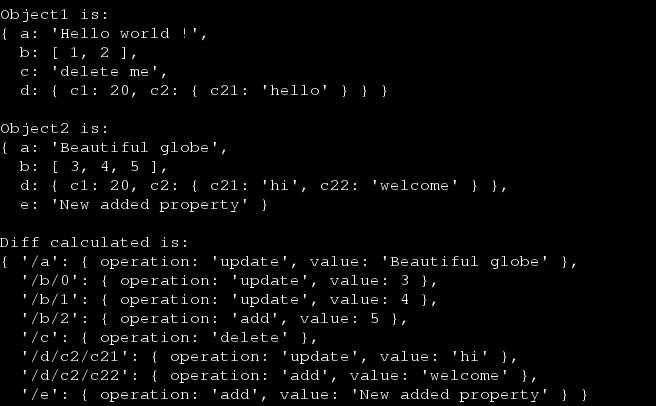 Object1 is:
{ a: 'Hello world !',
  b: [ 1, 2 ],
  c: 'delete me',
  d: { c1: 20, c2: { c21: 'hello' } } }

Object2 is:
{ a: 'Beautiful globe',
  b: [ 3, 4, 5 ],
  d: { c1: 20, c2: { c21: 'hi', c22: 'welcome' } },
  e: 'New added property' }

Diff calculated is:
{ '/a': { operation: 'update', value: 'Beautiful globe' },
  '/b/0': { operation: 'update', value: 3 },
  '/b/1': { operation: 'update', value: 4 },
  '/b/2': { operation: 'add', value: 5 },
  '/c': { operation: 'delete' },
  '/d/c2/c21': { operation: 'update', value: 'hi' },
  '/d/c2/c22': { operation: 'add', value: 'welcome' },
  '/e': { operation: 'add', value: 'New added property' } }